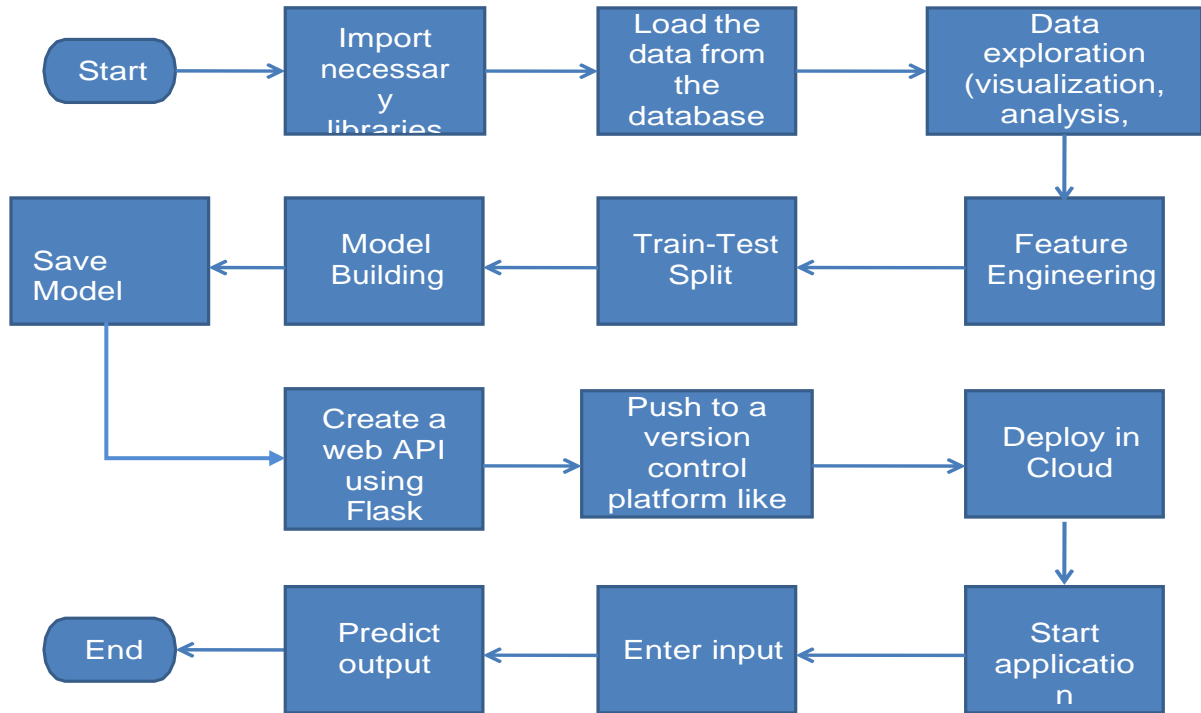 Start
Import
necessar
y
libraries
Load the
data from
the
database
Data
exploration
(visualization,
analysis,
Feature
Engineering
Train-Test
Split
Model
Building
Save
Model
Create a
web API
using
Flask
Push to a
version
control
platform like
Deploy in
Cloud
Start
applicatio
n
Enter input
Predict
output
End